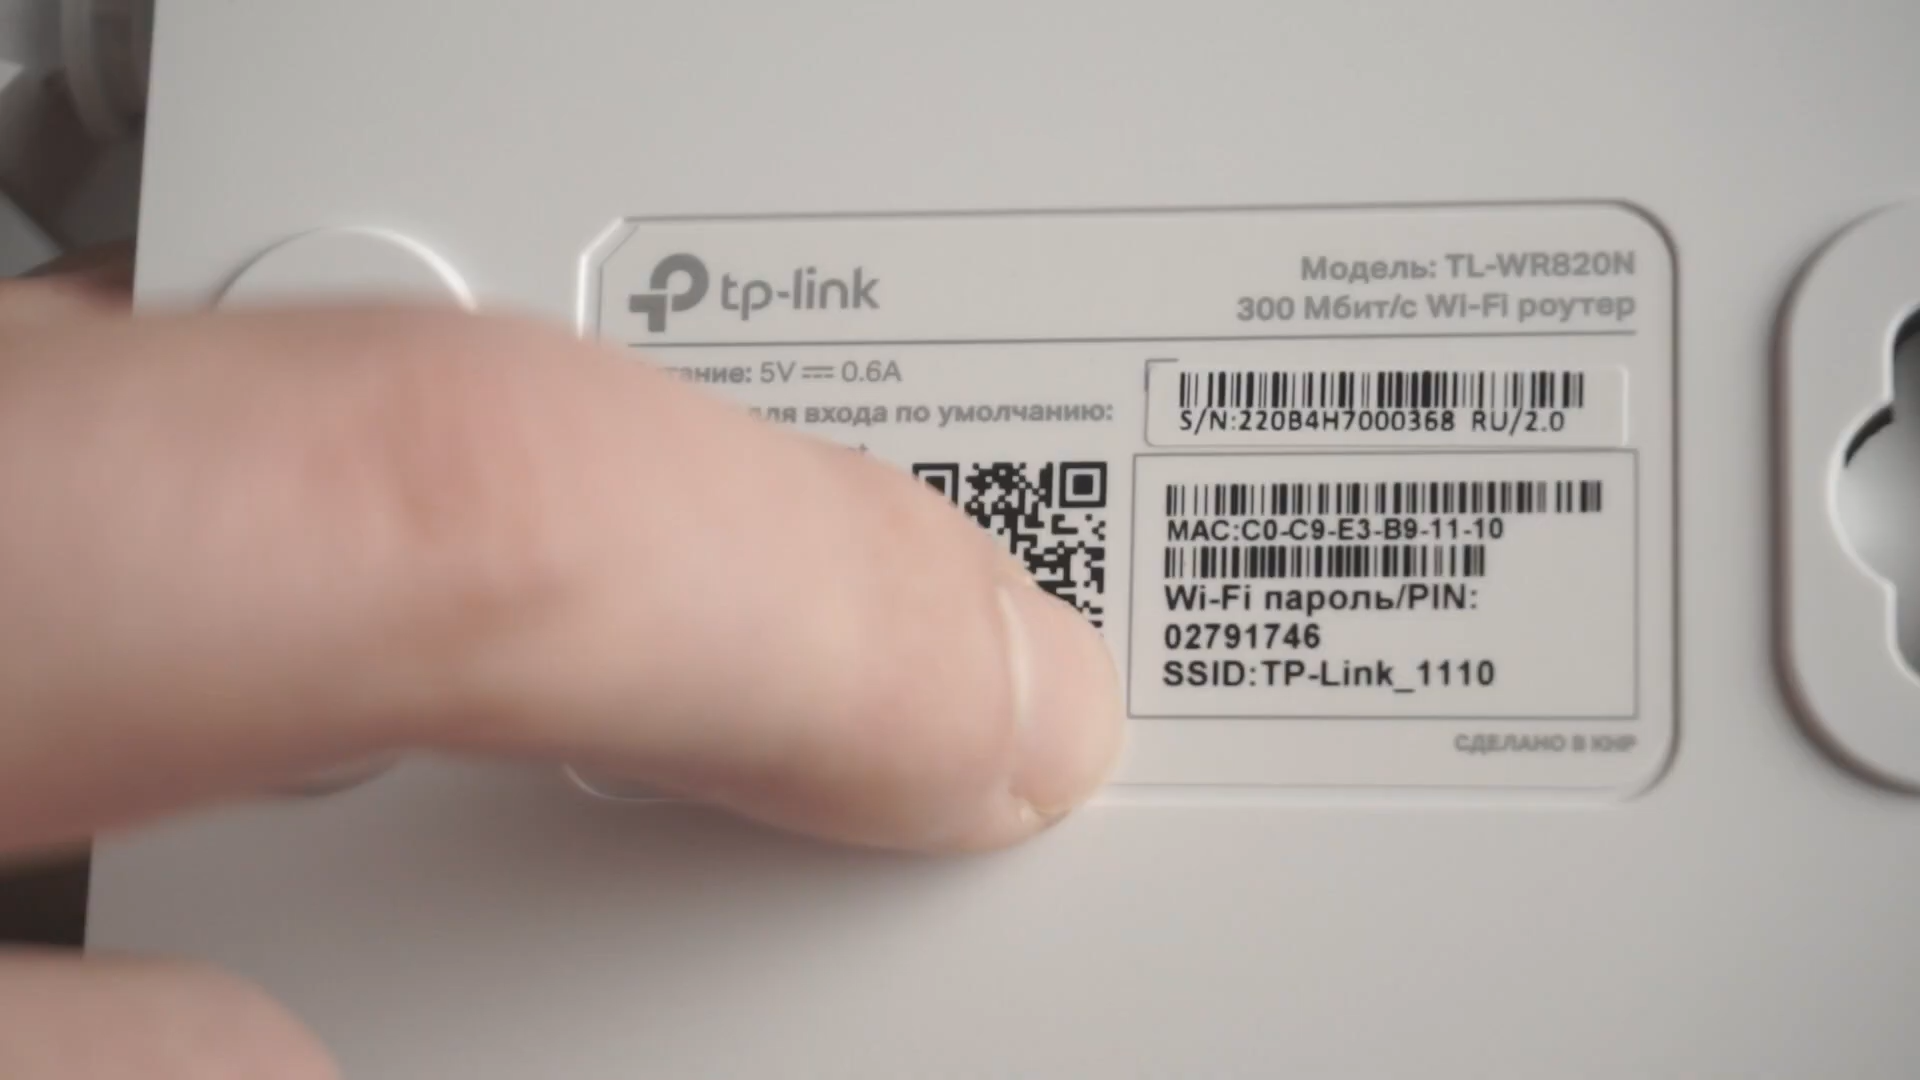 tp-link
Модель: TL-WR820N
300 Мбит/с Wi-Fi роутер
5V ⎓ 0.6A
для входа по умолчанию:
S/N:220B4H7000368 RU/2.0
MAC:C0-C9-E3-B9-11-10
Wi-Fi пароль/PIN:
02791746
SSID:TP-Link_1110
СДЕЛАНО В КНР